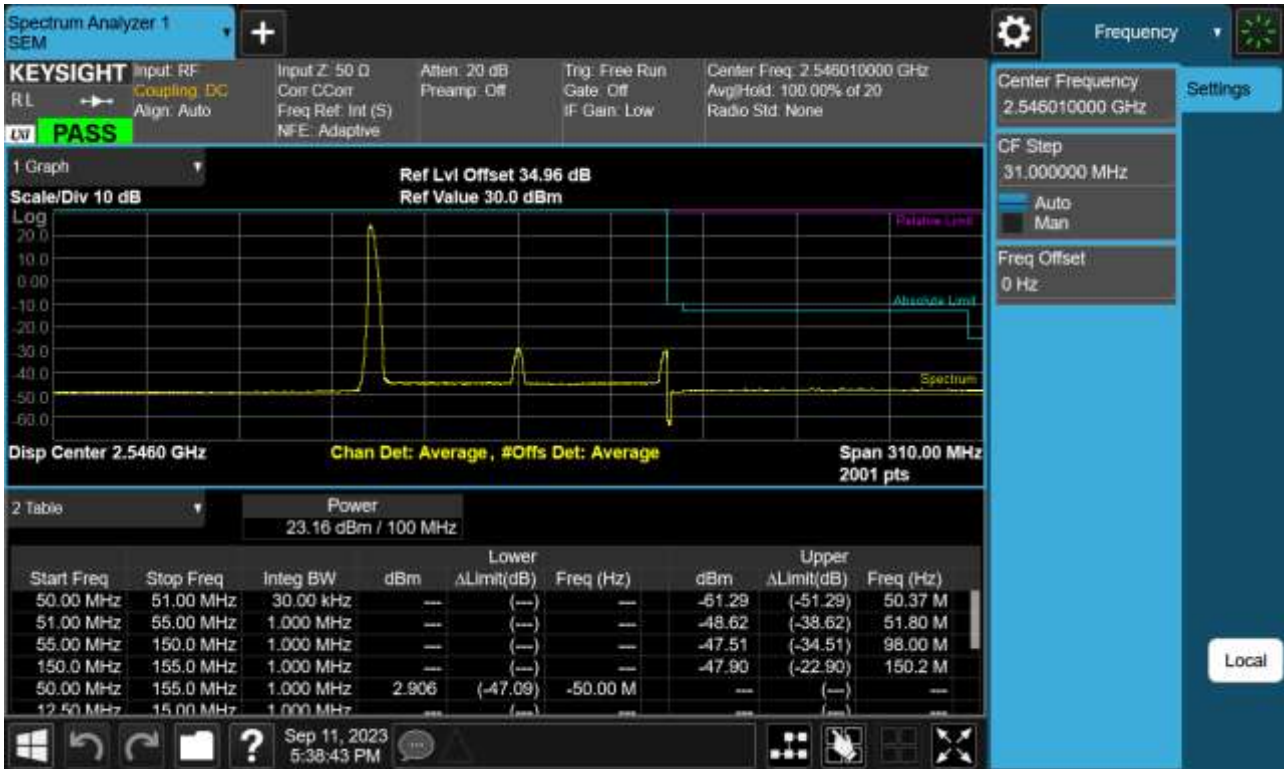 Spectrum Analyzer 1
SEM
+
Frequency
KEYSIGHT
RL
LXI
PASS
Input: RF
Coupling: DC
Align: Auto
Input Z: 50 Ω
Corr CCorr
Freq Ref: Int (S)
NFE: Adaptive
Atten: 20 dB
Preamp: Off
Trig: Free Run
Gate: Off
IF Gain: Low
Center Freq: 2.546010000 GHz
Avg|Hold: 100.00% of 20
Radio Std: None
Center Frequency
2.546010000 GHz
Settings
CF Step
31.000000 MHz
Auto
Man
Freq Offset
0 Hz
Local
1 Graph
Scale/Div 10 dB
Ref Lvl Offset 34.96 dB
Ref Value 30.0 dBm
Log
20.0
10.0
0.00
-10.0
-20.0
-30.0
-40.0
-50.0
-60.0
Relative Limit
Absolute Limit
Spectrum
Disp Center 2.5460 GHz
Chan Det: Average, #Offs Det: Average
Span 310.00 MHz
2001 pts
2 Table
Power
23.16 dBm / 100 MHz
Lower Upper
Start Freq Stop Freq Integ BW dBm ΔLimit(dB) Freq (Hz) dBm ΔLimit(dB) Freq (Hz)
50.00 MHz 51.00 MHz 30.00 kHz --- (---) --- -61.29 (-51.29) 50.37 M
51.00 MHz 55.00 MHz 1.000 MHz --- (---) --- -48.62 (-38.62) 51.80 M
55.00 MHz 150.0 MHz 1.000 MHz --- (---) --- -47.51 (-34.51) 98.00 M
150.0 MHz 155.0 MHz 1.000 MHz --- (---) --- -47.90 (-22.90) 150.2 M
50.00 MHz 155.0 MHz 1.000 MHz 2.906 (-47.09) -50.00 M --- (---) ---
12.50 MHz 15.00 MHz 1.000 MHz --- (---) --- --- (---) ---
?
Sep 11, 2023
5:38:43 PM